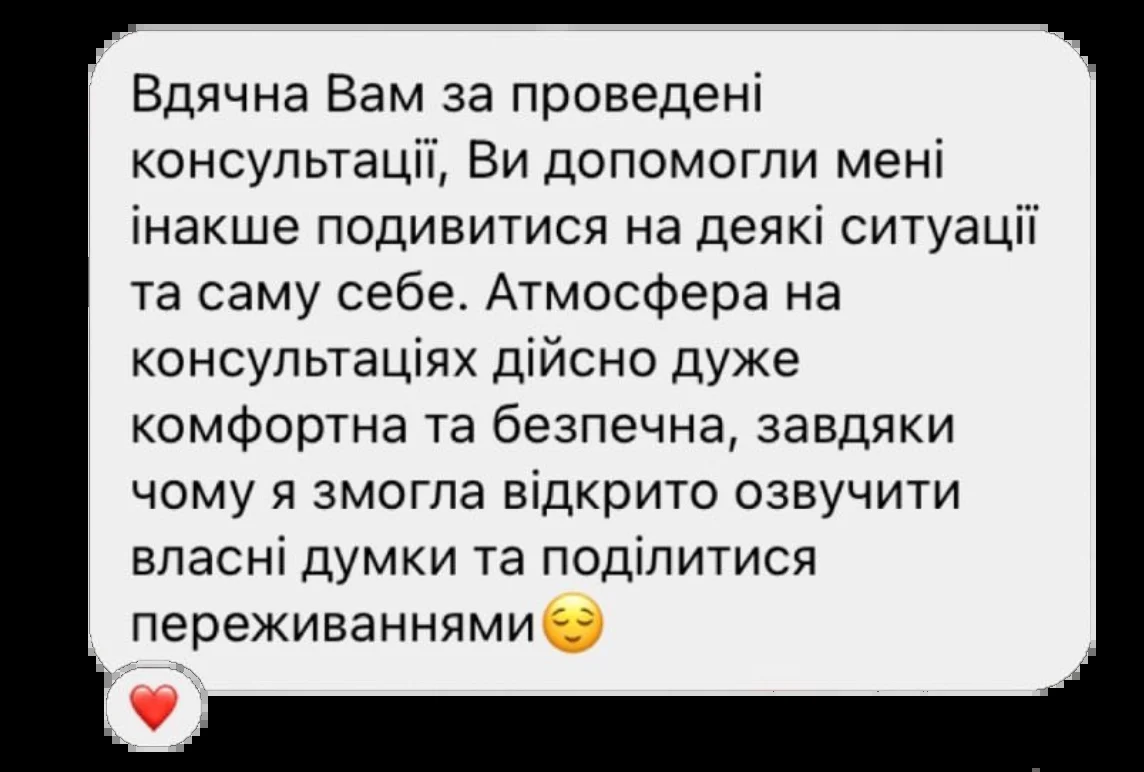 Вдячна Вам за проведені
консультації, Ви допомогли мені
інакше подивитися на деякі ситуації
та саму себе. Атмосфера на
консультаціях дійсно дуже
комфортна та безпечна, завдяки
чому я змогла відкрито озвучити
власні думки та поділитися
переживаннями😌